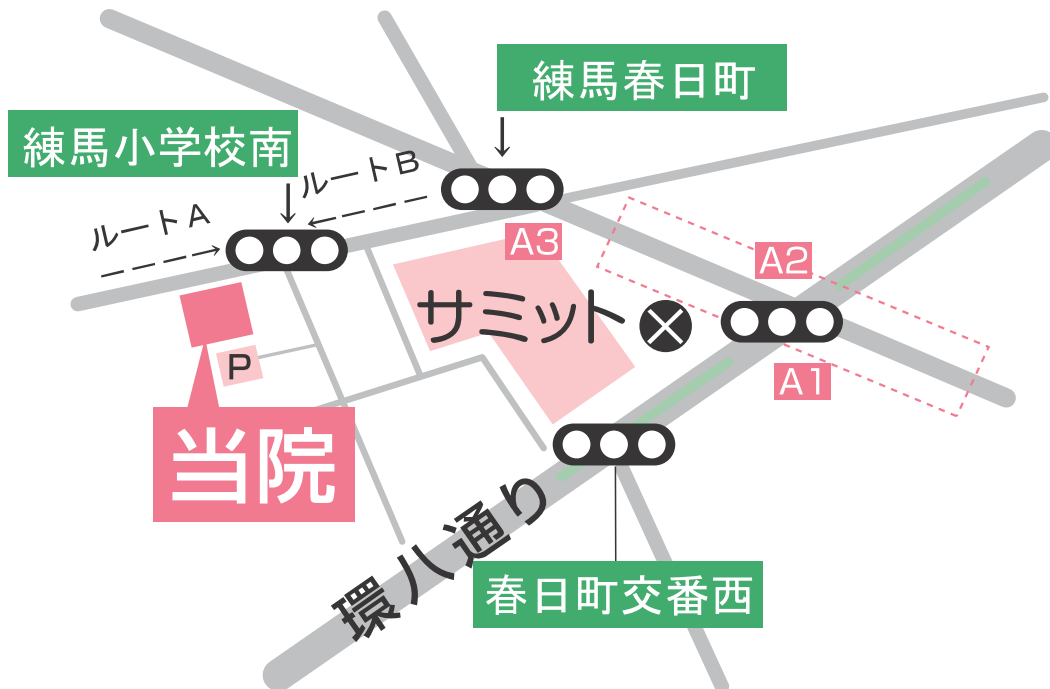 練馬春日町
練馬小学校南
ルートB
ルートA
A3
A2
サミット
P
A1
当院
環八通り
春日町交番西